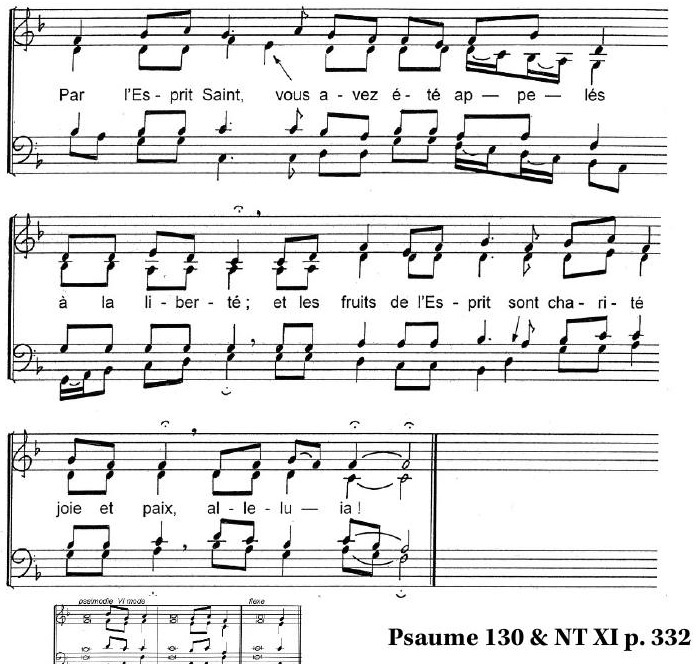 Par l'Es - prit Saint, vous a - vez é - té ap — pe — lés
à la li - ber - té ; et les fruits de l'Es - prit sont cha - ri - té
joie et paix, al - le - lu — ia !
psalmodie VI mode flexe
Psaume 130 & NT XI p. 332